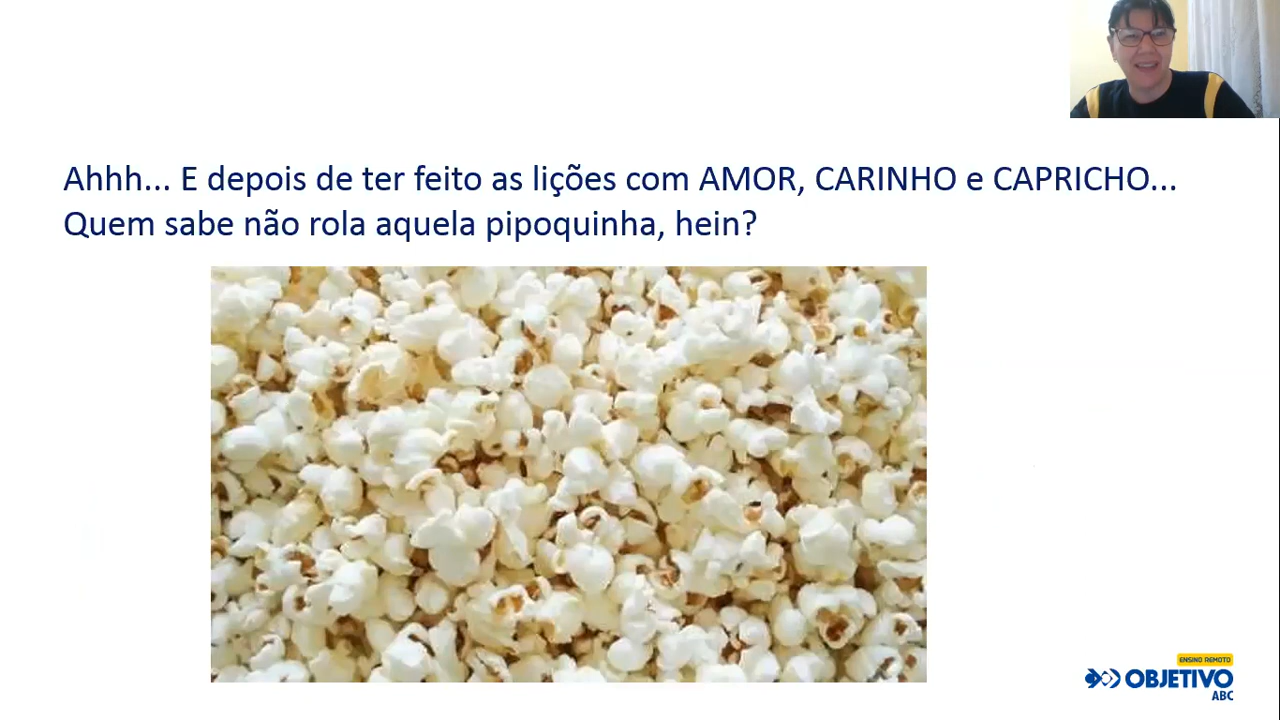 Ahhh... E depois de ter feito as lições com AMOR, CARINHO e CAPRICHO...
Quem sabe não rola aquela pipoquinha, hein?
ENSINO REMOTO
OBJETIVO
ABC